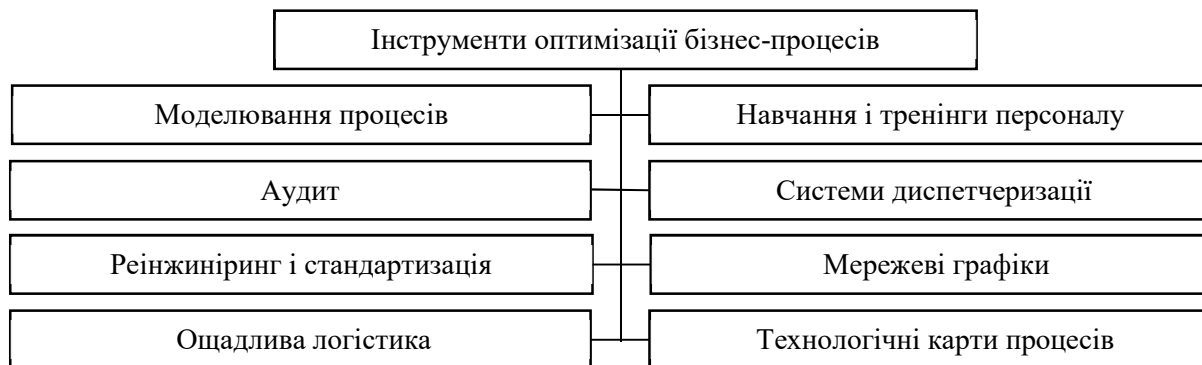 Інструменти оптимізації бізнес-процесів
Моделювання процесів
Навчання і тренінги персоналу
Аудит
Системи диспетчеризації
Реінжиніринг і стандартизація
Мережеві графіки
Ощадлива логістика
Технологічні карти процесів